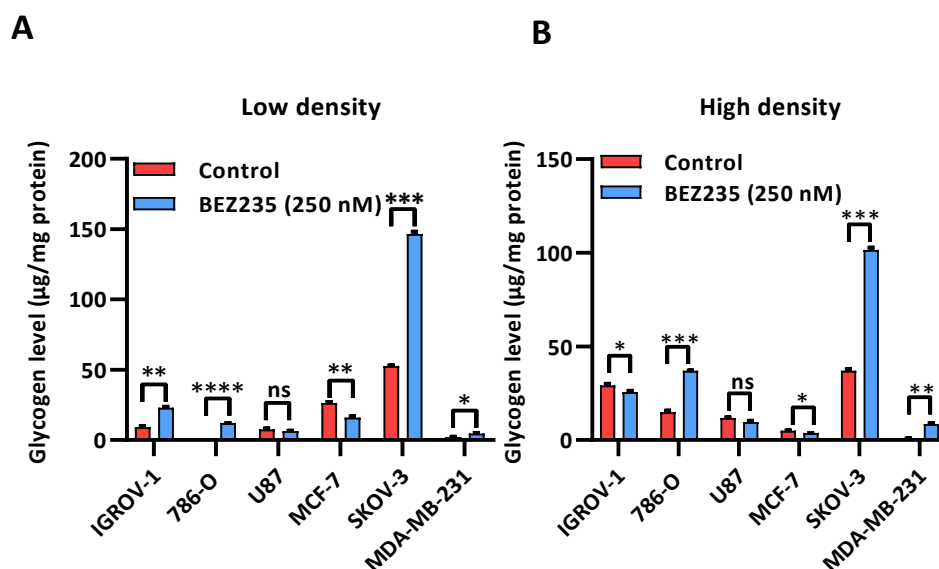 A
Low density
Glycogen level (µg/mg protein)
200
150
100
50
0
Control
BEZ235 (250 nM)
**
****
ns
**
***
*
IGROV-1
786-O
U87
MCF-7
SKOV-3
MDA-MB-231
B
High density
Glycogen level (µg/mg protein)
150
100
50
0
Control
BEZ235 (250 nM)
*
***
ns
*
***
**
IGROV-1
786-O
U87
MCF-7
SKOV-3
MDA-MB-231